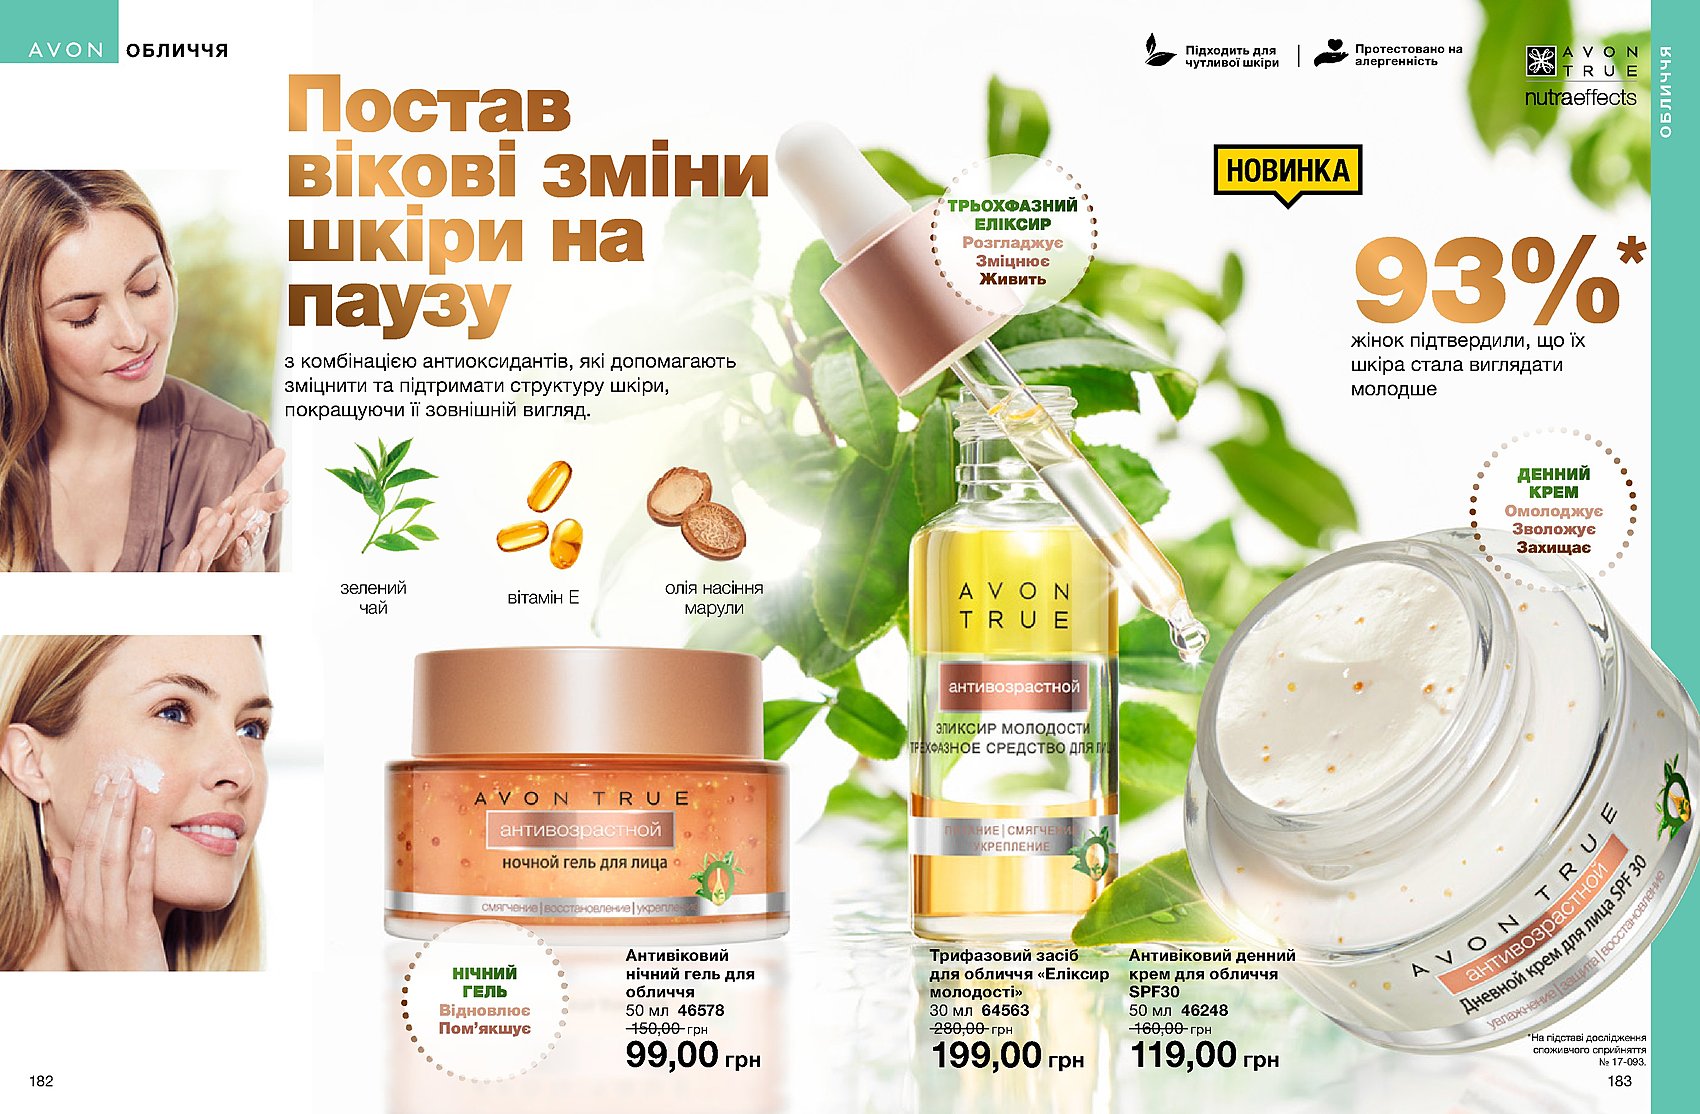 AVON ОБЛИЧЧЯ
Постав
вікові зміни
шкіри на
паузу
з комбінацією антиоксидантів, які допомагають
зміцнити та підтримати структуру шкіри,
покращуючи її зовнішній вигляд.
зелений
чай
вітамін Е
олія насіння
марули
Підходить для
чутливої шкіри
Протестовано на
алергенність
AVON
TRUE
nutraeffects
ОБЛИЧЧЯ
НОВИНКА
ТРЬОХФАЗНИЙ
ЕЛІКСИР
Розгладжує
Зміцнює
Живить
93%*
жінок підтвердили, що їх
шкіра стала виглядати
молодше
ДЕННИЙ
КРЕМ
Омолоджує
Зволожує
Захищає
AVON TRUE
антивозрастной
ночной гель для лица
смягчение|восстановление|укрепление
AVON
TRUE
антивозрастной
ЭЛИКСИР МОЛОДОСТИ
ТРЕХФАЗНОЕ СРЕДСТВО ДЛЯ ЛИЦА
ПИТАНИЕ|СМЯГЧЕНИЕ
УКРЕПЛЕНИЕ
AVON TRUE
антивозрастной
Дневной крем для лица SPF 30
увлажнение|защита|восстановление
НІЧНИЙ
ГЕЛЬ
Відновлює
Пом’якшує
Антивіковий
нічний гель для
обличчя
50 мл 46578
150,00 грн
99,00 грн
Трифазовий засіб
для обличчя «Еліксир
молодості»
30 мл 64563
280,00 грн
199,00 грн
Антивіковий денний
крем для обличчя
SPF30
50 мл 46248
160,00 грн
119,00 грн
*На підставі дослідження
споживчого сприйняття
№ 17-093.
182
183